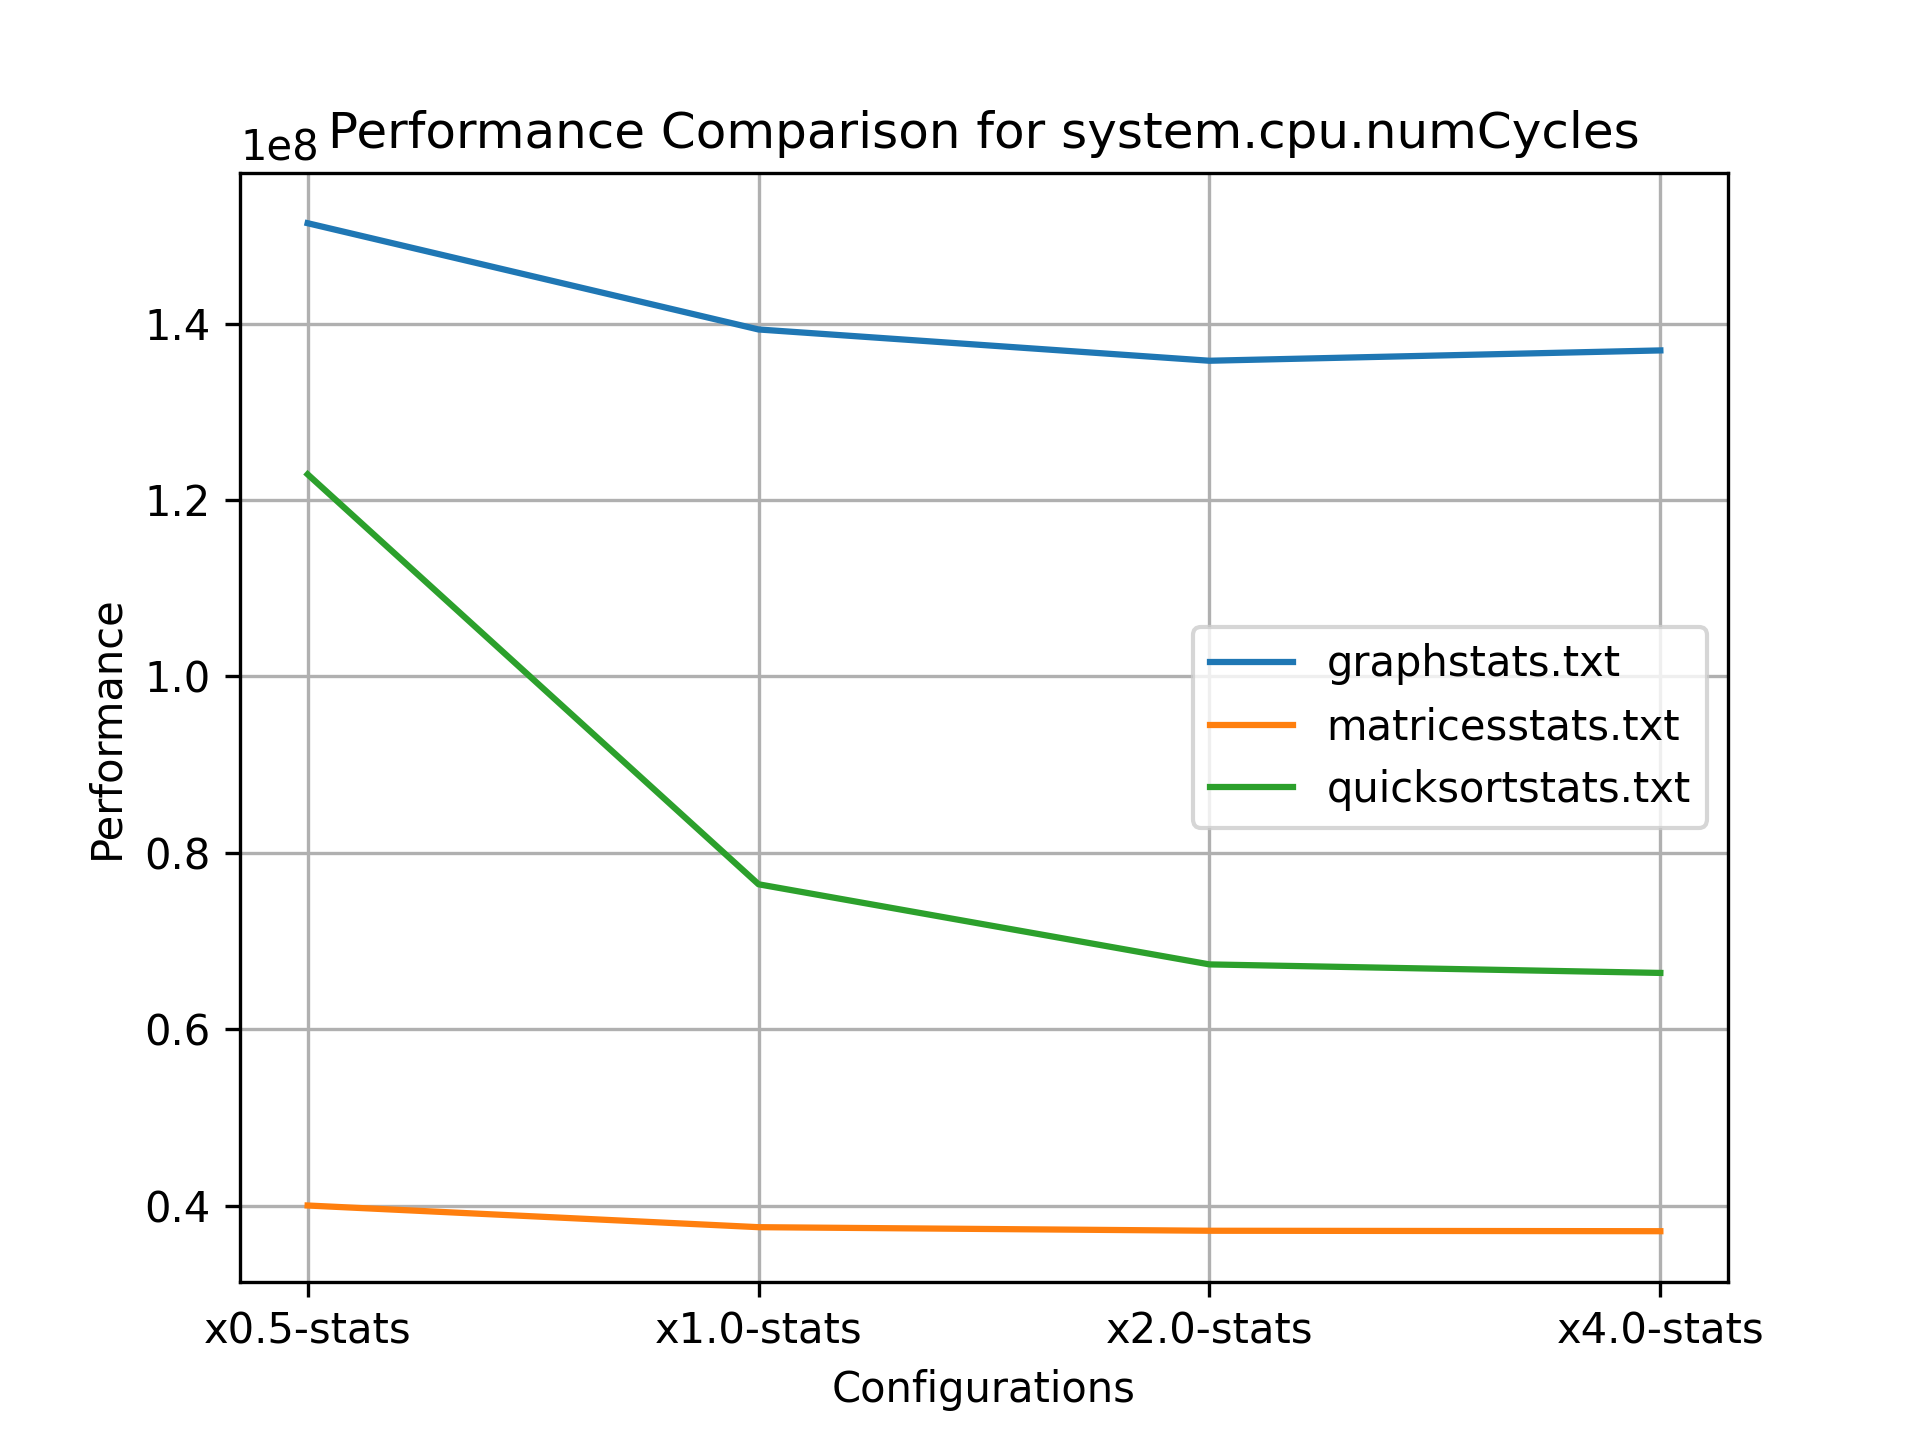 1e8
Performance Comparison for system.cpu.numCycles
Performance
1.4
1.2
1.0
0.8
0.6
0.4
graphstats.txt
matricesstats.txt
quicksortstats.txt
x0.5-stats
x1.0-stats
x2.0-stats
x4.0-stats
Configurations